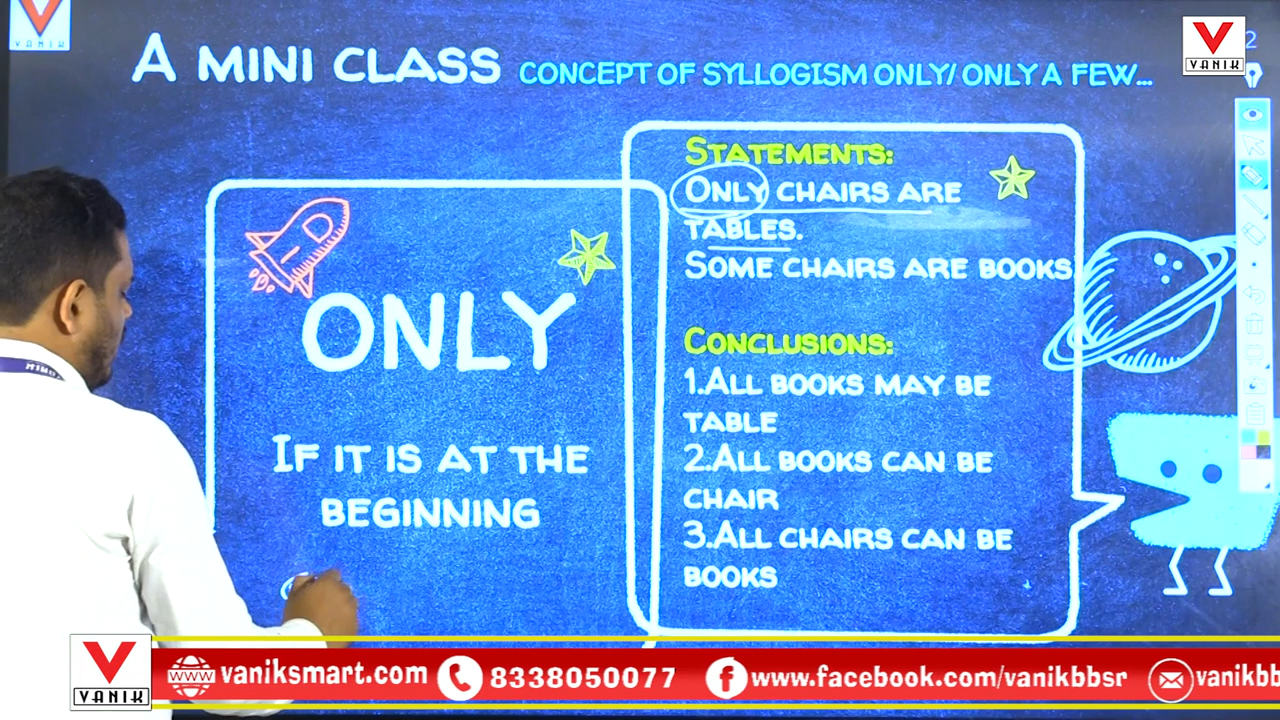 VANIK
A MINI CLASS
CONCEPT OF SYLLOGISM ONLY/ ONLY A FEW...
2
VANIK
ONLY
IF IT IS AT THE
BEGINNING
STATEMENTS:
ONLY CHAIRS ARE
TABLES.
SOME CHAIRS ARE BOOKS
CONCLUSIONS:
1.ALL BOOKS MAY BE
TABLE
2.ALL BOOKS CAN BE
CHAIR
3.ALL CHAIRS CAN BE
BOOKS
VANIK
www vaniksmart.com
8338050077
www.facebook.com/vanikbbsr
vanikbb